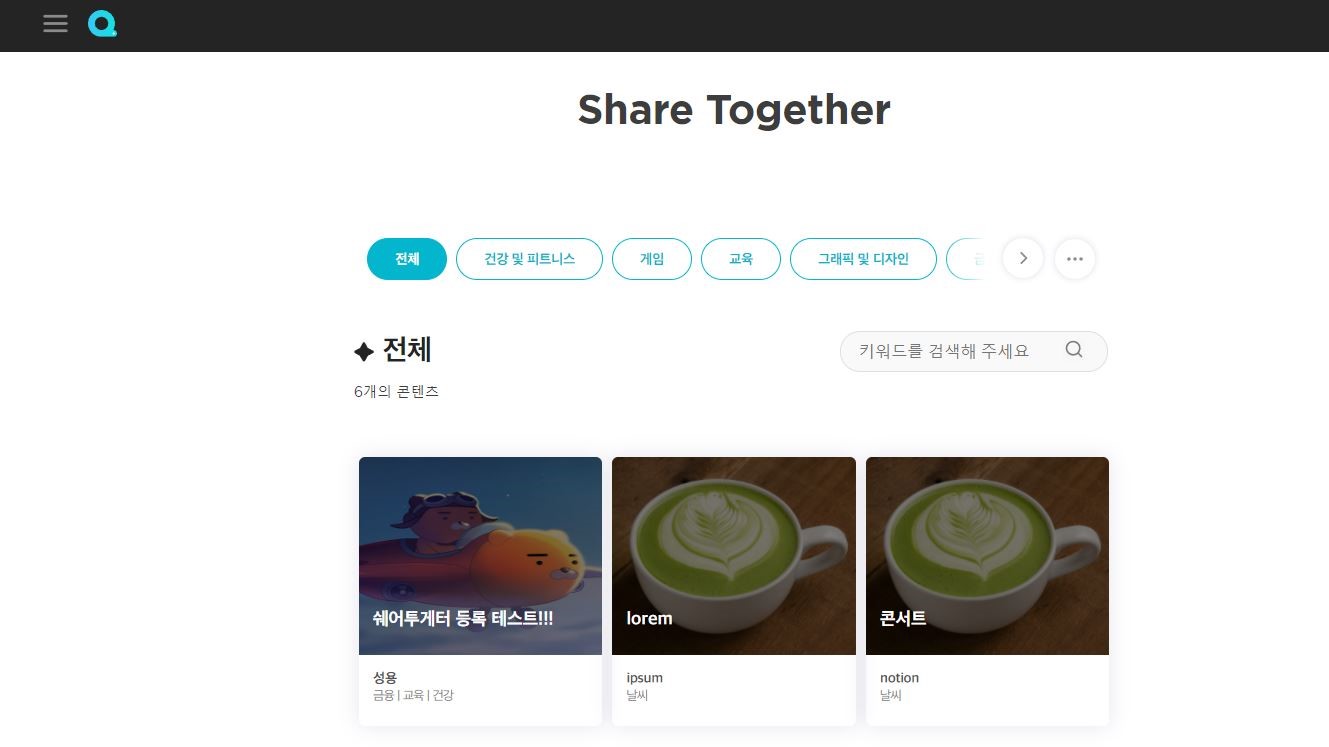 Share Together
전체
건강 및 피트니스
게임
교육
그래픽 및 디자인
전체
키워드를 검색해 주세요
6개의 콘텐츠
쉐어투게터 등록 테스트!!!
lorem
콘서트
성용
금융 | 교육 | 건강
ipsum
날씨
notion
날씨